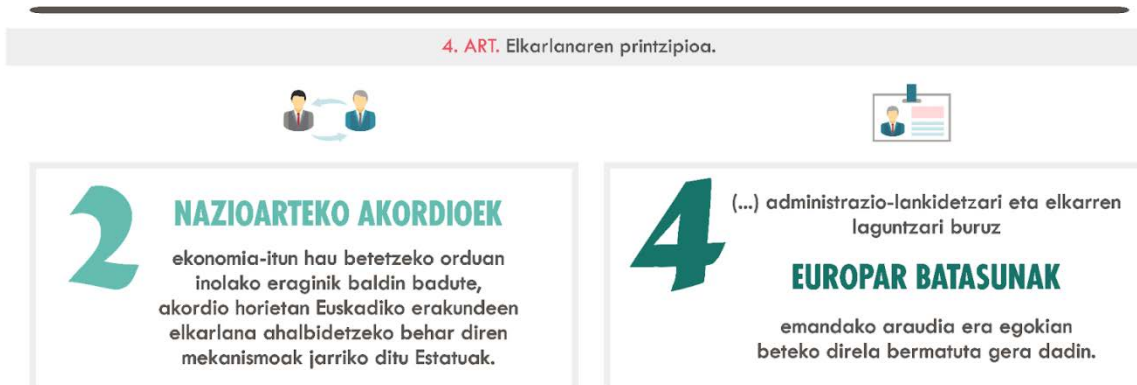 4. ART. Elkarlanaren printzipioa.
2
NAZIOARTEKO AKORDIOEK
ekonomia-itun hau betetzeko orduan
inolako eraginik baldin badute,
akordio horietan Euskadiko erakundeen
elkarlana ahalbidetzeko behar diren
mekanismoak jarriko ditu Estatuak.
4
(...) administrazio-lankidetzari eta elkarren
laguntzari buruz
EUROPAR BATASUNAK
emandako araudia era egokian
beteko direla bermatuta gera dadin.